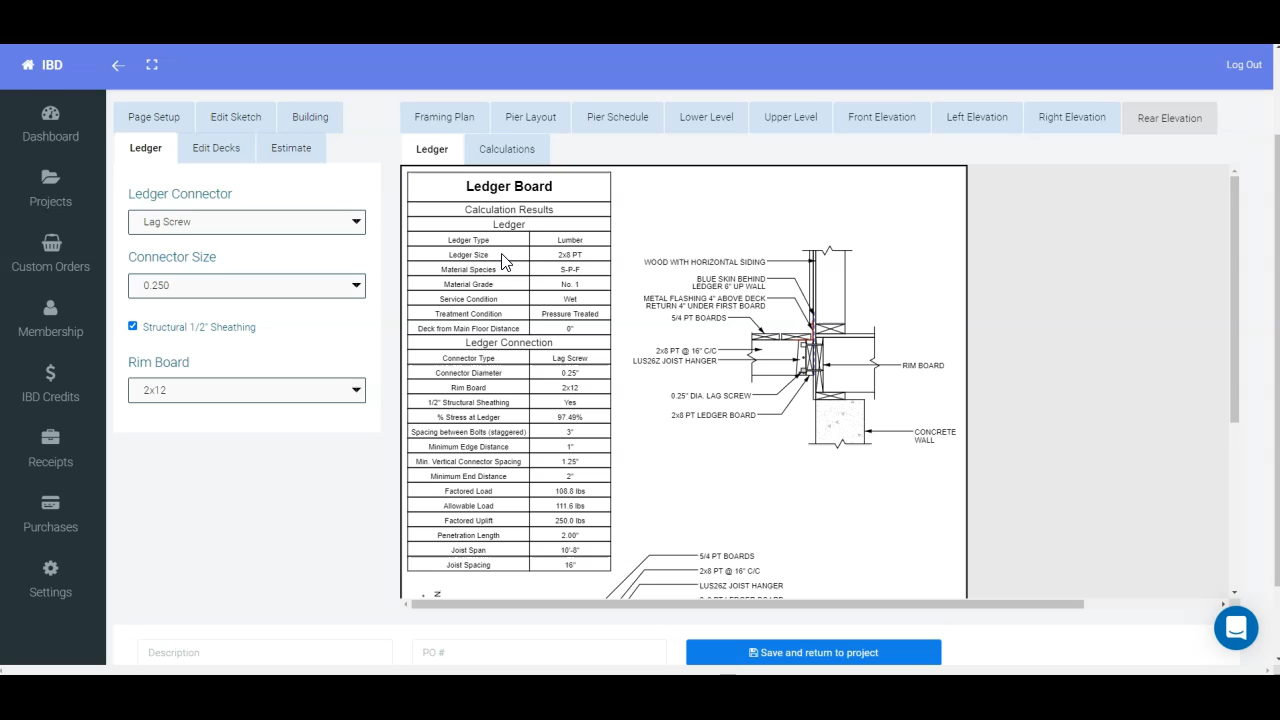 IBD
Log Out
Dashboard
Projects
Custom Orders
Membership
IBD Credits
Receipts
Purchases
Settings
Page Setup
Edit Sketch
Building
Ledger
Edit Decks
Estimate
Ledger Connector
Lag Screw
Connector Size
0.250
Structural 1/2" Sheathing
Rim Board
2x12
Framing Plan
Pier Layout
Pier Schedule
Lower Level
Upper Level
Front Elevation
Left Elevation
Right Elevation
Rear Elevation
Ledger
Calculations
Ledger Board
Calculation Results
Ledger
Ledger Type Lumber
Ledger Size 2x8 PT
Material Species S-P-F
Material Grade No. 1
Service Condition Wet
Treatment Condition Pressure Treated
Deck from Main Floor Distance 0"
Ledger Connection
Connector Type Lag Screw
Connector Diameter 0.25"
Rim Board 2x12
1/2" Structural Sheathing Yes
% Stress at Ledger 97.49%
Spacing between Bolts (staggered) 3"
Minimum Edge Distance 1"
Min. Vertical Connector Spacing 1.25"
Minimum End Distance 2"
Factored Load 108.8 lbs
Allowable Load 111.6 lbs
Factored Uplift 250.0 lbs
Penetration Length 2.00"
Joist Span 10'-8"
Joist Spacing 16"
WOOD WITH HORIZONTAL SIDING
BLUE SKIN BEHIND
LEDGER 6" UP WALL
METAL FLASHING 4" ABOVE DECK
RETURN 4" UNDER FIRST BOARD
5/4 PT BOARDS
2x8 PT @ 16" C/C
LUS26Z JOIST HANGER
0.25" DIA. LAG SCREW
2x8 PT LEDGER BOARD
RIM BOARD
CONCRETE
WALL
5/4 PT BOARDS
2x8 PT @ 16" C/C
LUS26Z JOIST HANGER
Description
PO #
Save and return to project